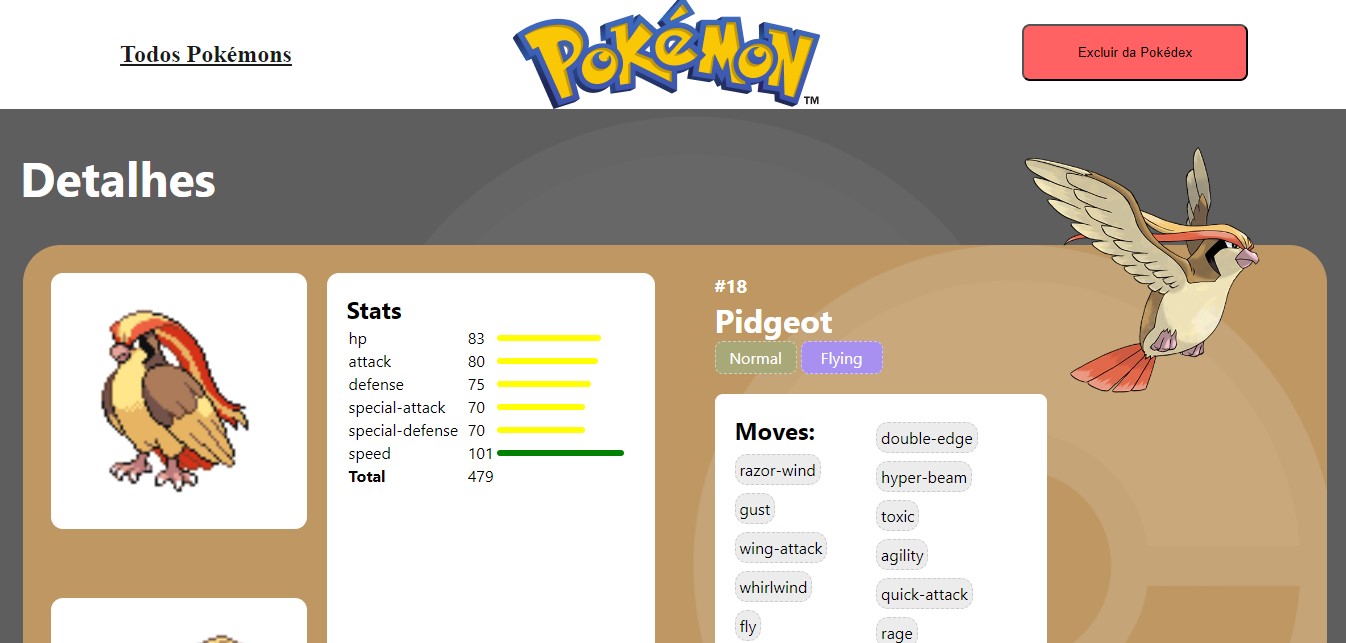 Todos Pokémons
POKéMON
TM
Excluir da Pokédex
Detalhes
Stats
hp 83
attack 80
defense 75
special-attack 70
special-defense 70
speed 101
Total 479
#18
Pidgeot
Normal Flying
Moves:
razor-wind
gust
wing-attack
whirlwind
fly
double-edge
hyper-beam
toxic
agility
quick-attack
rage